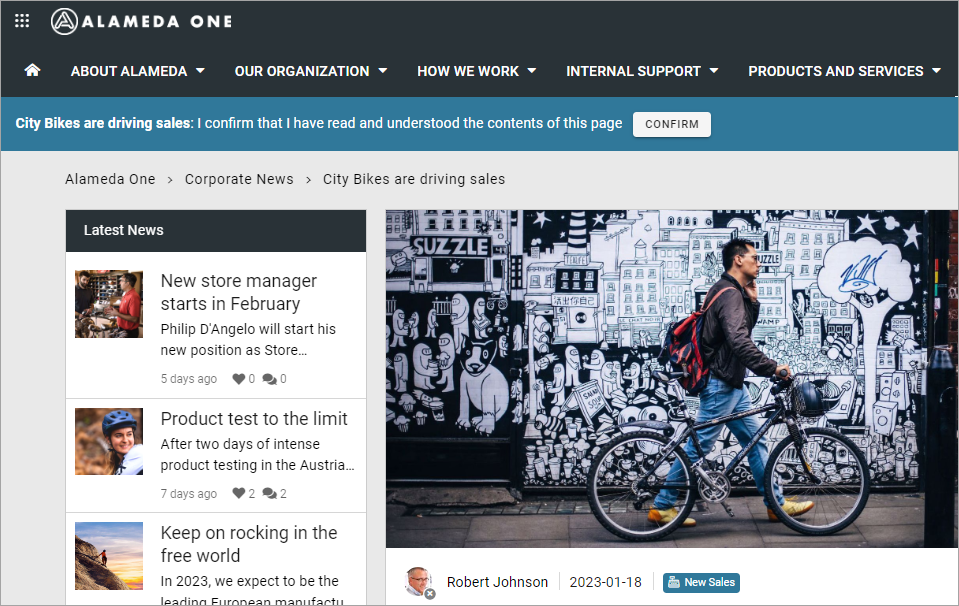 ALAMEDA ONE
ABOUT ALAMEDA OUR ORGANIZATION HOW WE WORK INTERNAL SUPPORT PRODUCTS AND SERVICES
City Bikes are driving sales: I confirm that I have read and understood the contents of this page CONFIRM
Alameda One > Corporate News > City Bikes are driving sales
Latest News
New store manager
starts in February
Philip D'Angelo will start his
new position as Store…
5 days ago 0 0
Product test to the limit
After two days of intense
product testing in the Austria…
7 days ago 2 2
Keep on rocking in the
free world
In 2023, we expect to be the
leading European manufactu…
SUZZLE
Robert Johnson 2023-01-18 New Sales